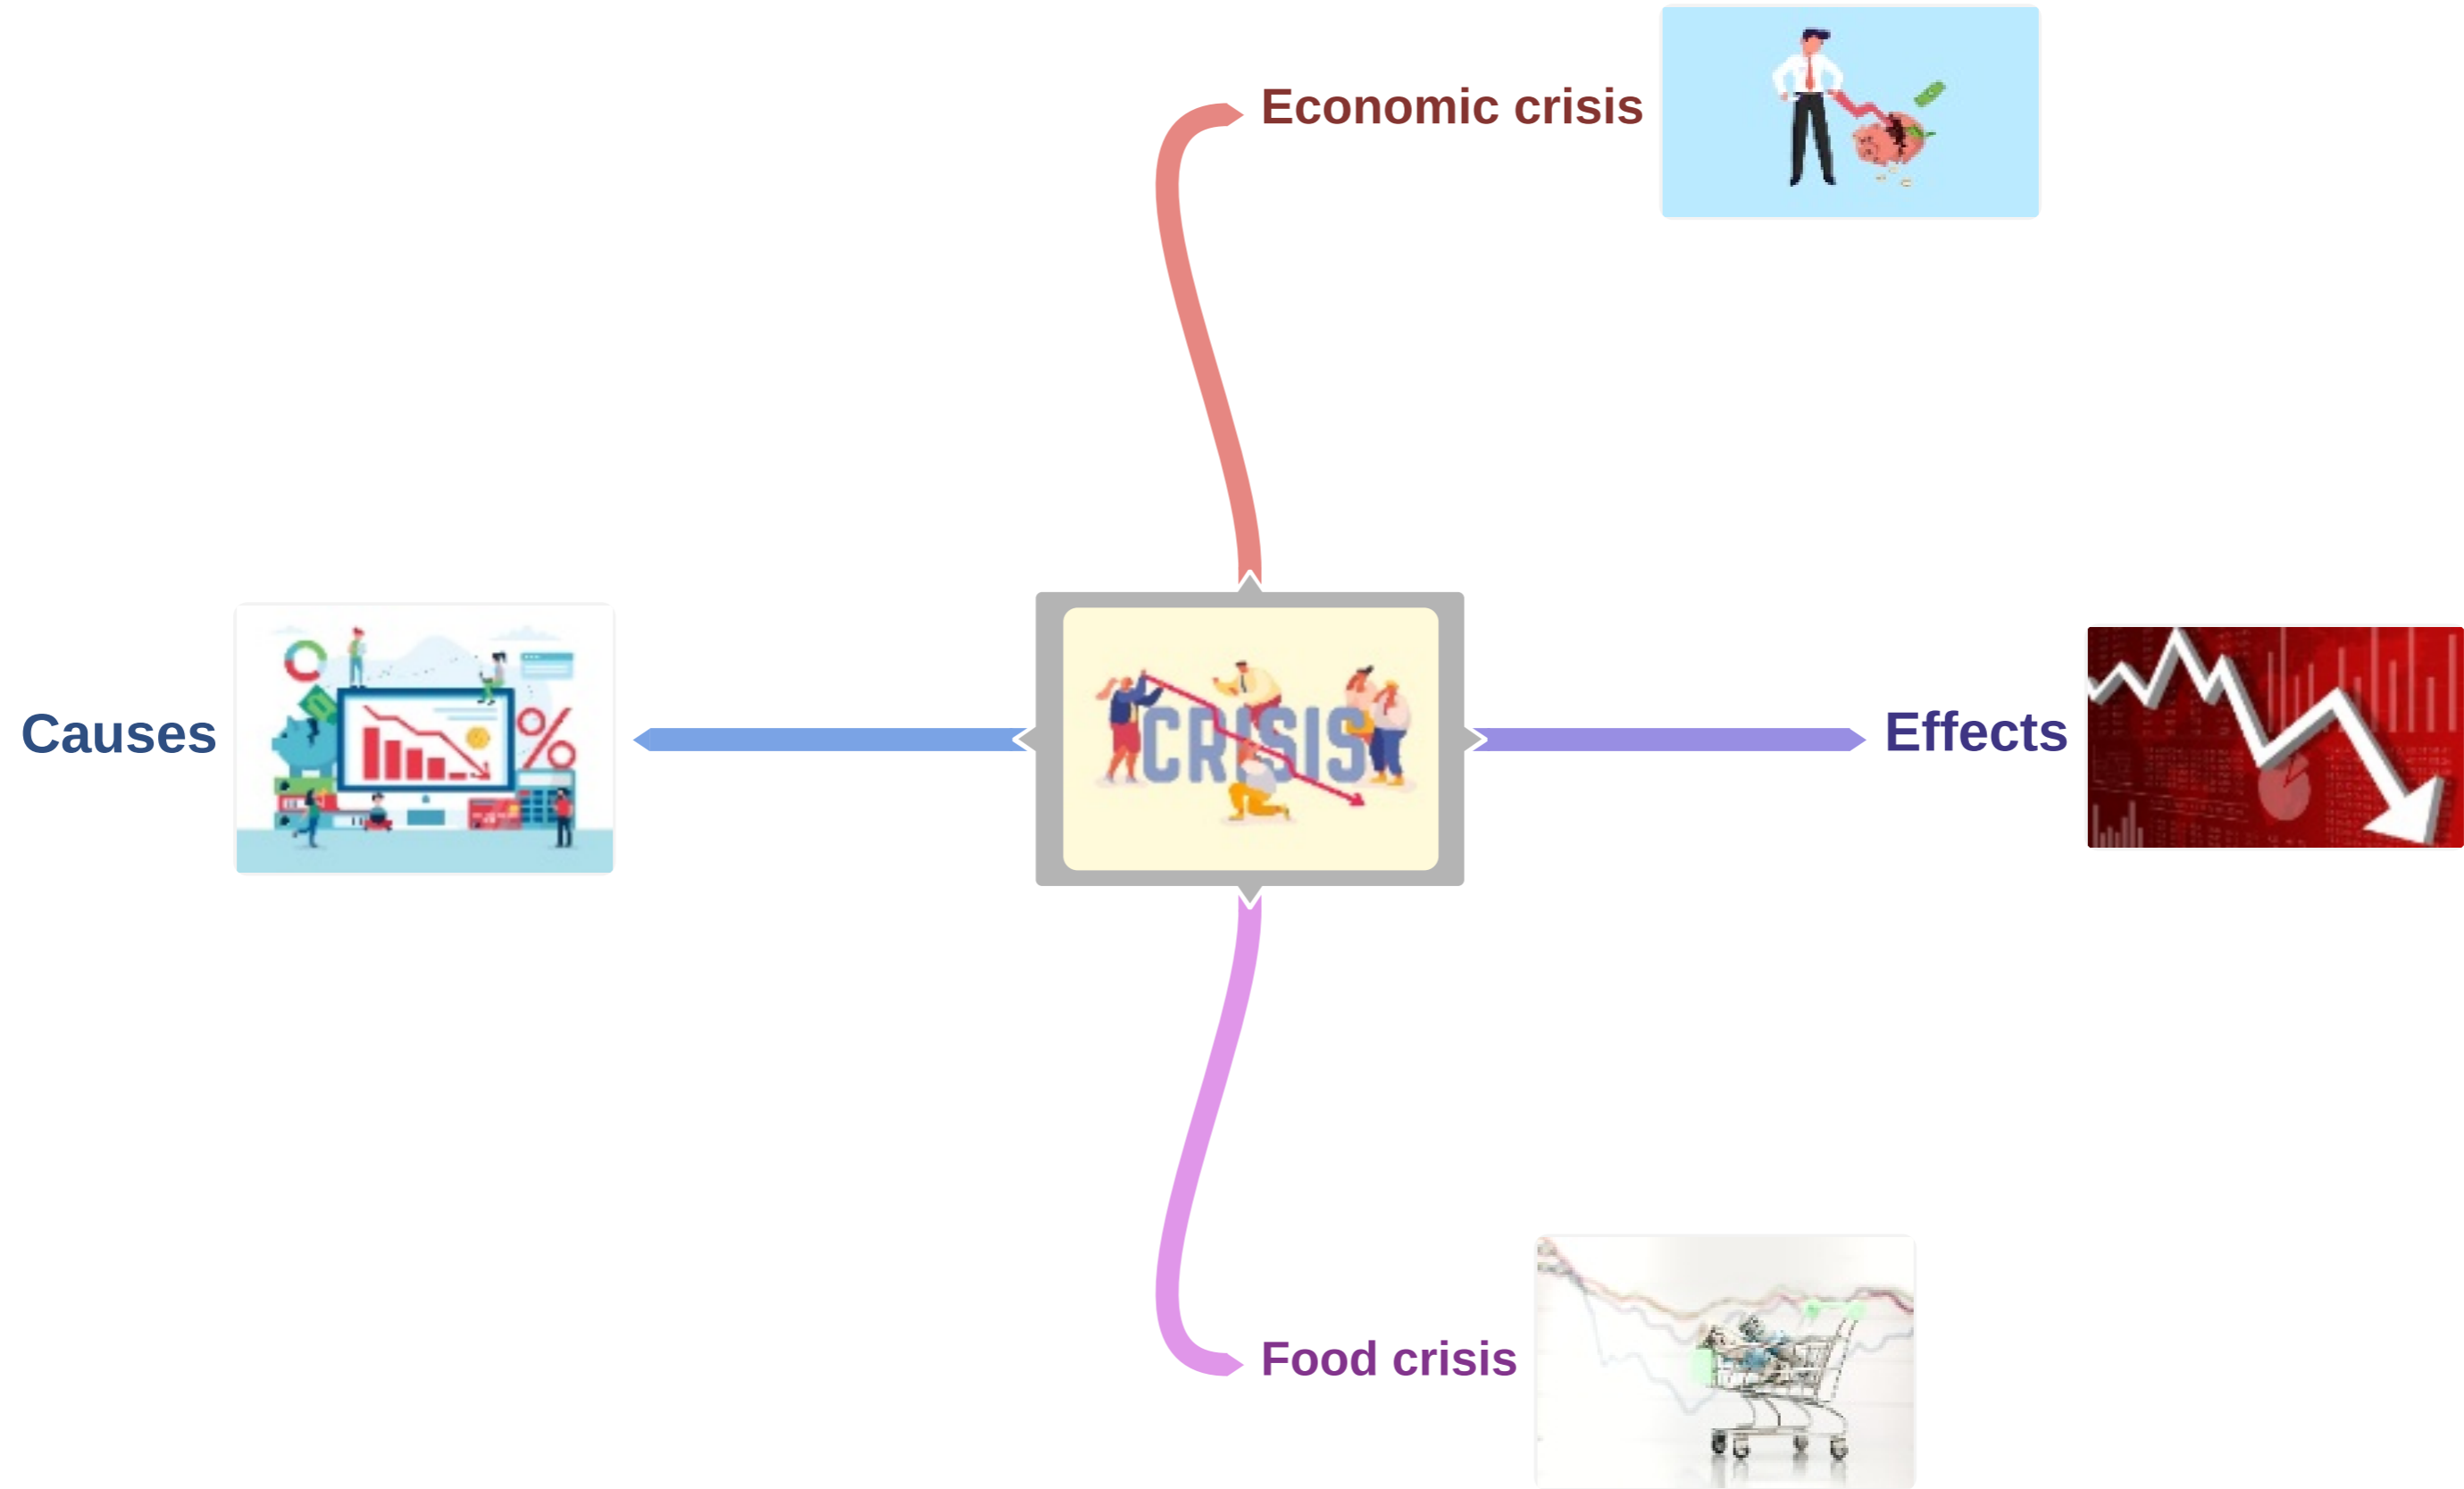 Economic crisis
Causes
%
CRISIS
Effects
Food crisis